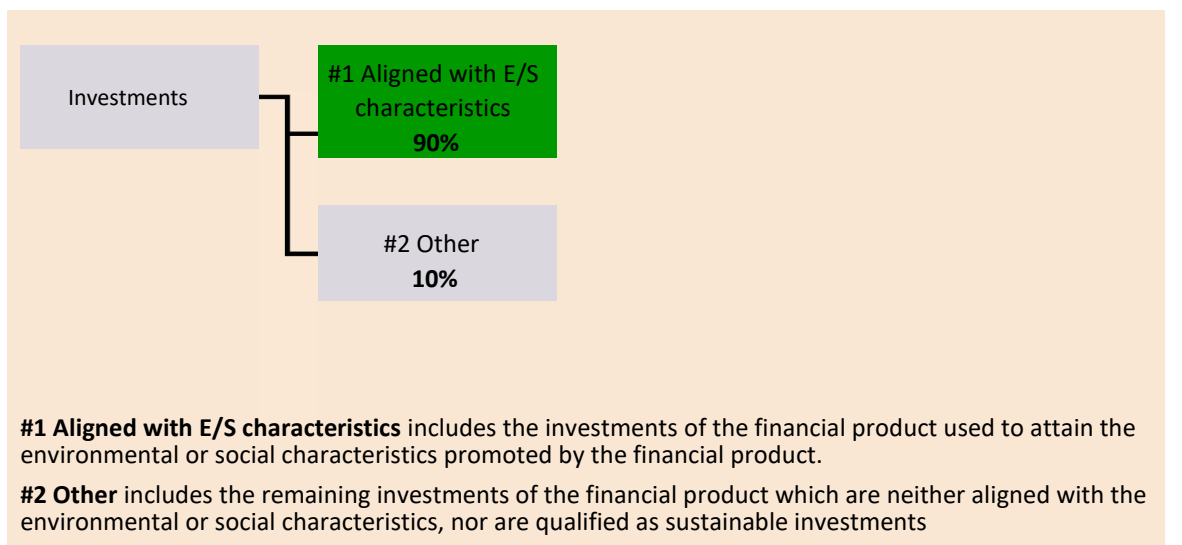 Investments
#1 Aligned with E/S
characteristics
90%
#2 Other
10%
#1 Aligned with E/S characteristics includes the investments of the financial product used to attain the
environmental or social characteristics promoted by the financial product.
#2 Other includes the remaining investments of the financial product which are neither aligned with the
environmental or social characteristics, nor are qualified as sustainable investments